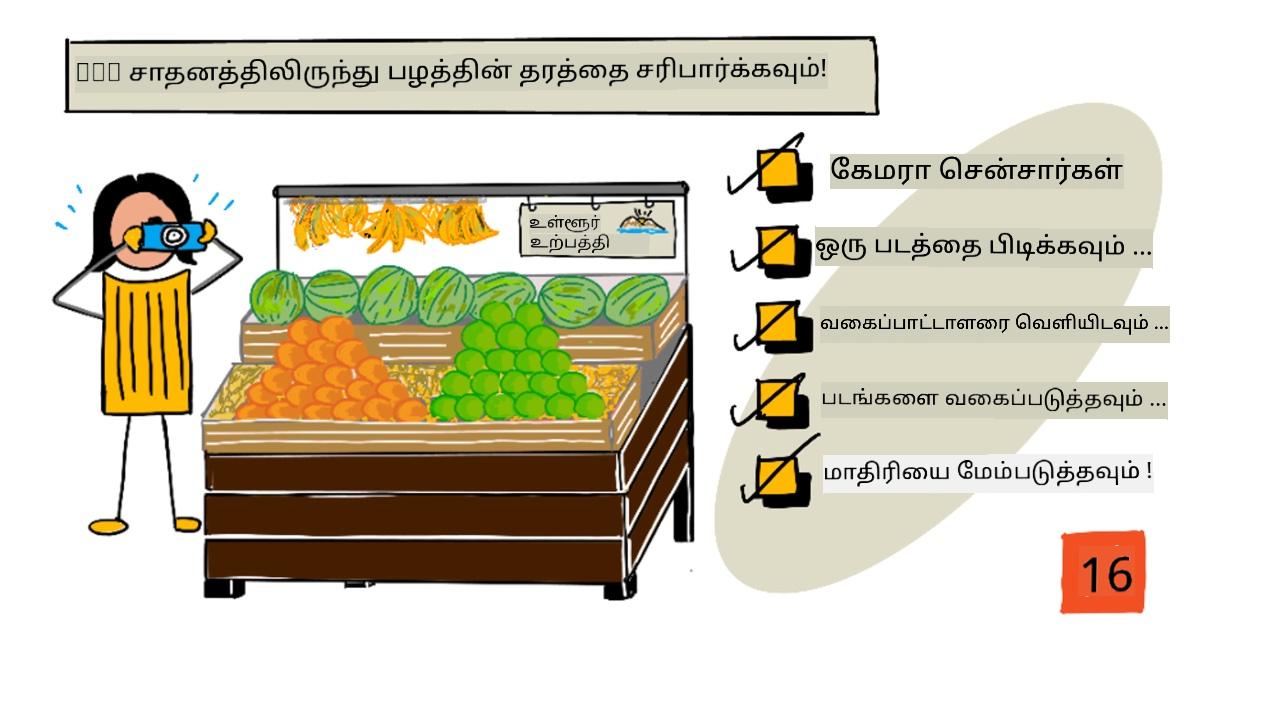 சாதனத்திலிருந்து பழத்தின் தரத்தை சரிபார்க்கவும்!
உள்ளூர்
உற்பத்தி
கேமரா சென்சார்கள்
ஒரு படத்தை பிடிக்கவும் ...
வகைப்பாட்டாளரை வெளியிடவும் ...
படங்களை வகைப்படுத்தவும் ...
மாதிரியை மேம்படுத்தவும் !
16